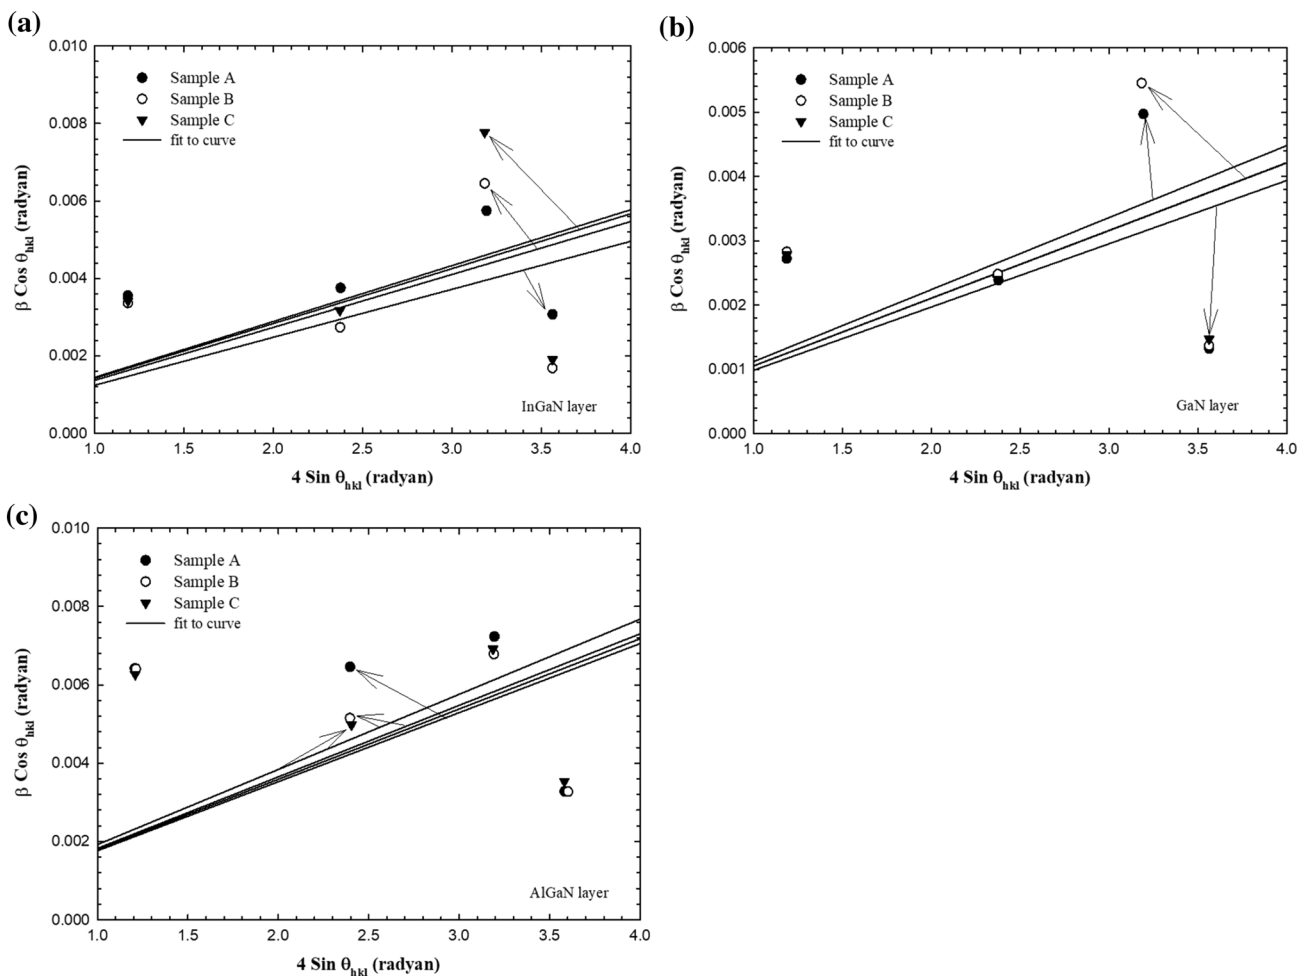 (a)
0.010
0.008
0.006
0.004
0.002
0.000
β Cos θhkl (radyan)
Sample A
Sample B
Sample C
fit to curve
InGaN layer
1.0 1.5 2.0 2.5 3.0 3.5 4.0
4 Sin θhkl (radyan)
(b)
0.006
0.005
0.004
0.003
0.002
0.001
0.000
β Cos θhkl (radyan)
Sample A
Sample B
Sample C
fit to curve
GaN layer
1.0 1.5 2.0 2.5 3.0 3.5 4.0
4 Sin θhkl (radyan)
(c)
0.010
0.008
0.006
0.004
0.002
0.000
β Cos θhkl (radyan)
Sample A
Sample B
Sample C
fit to curve
AlGaN layer
1.0 1.5 2.0 2.5 3.0 3.5 4.0
4 Sin θhkl (radyan)